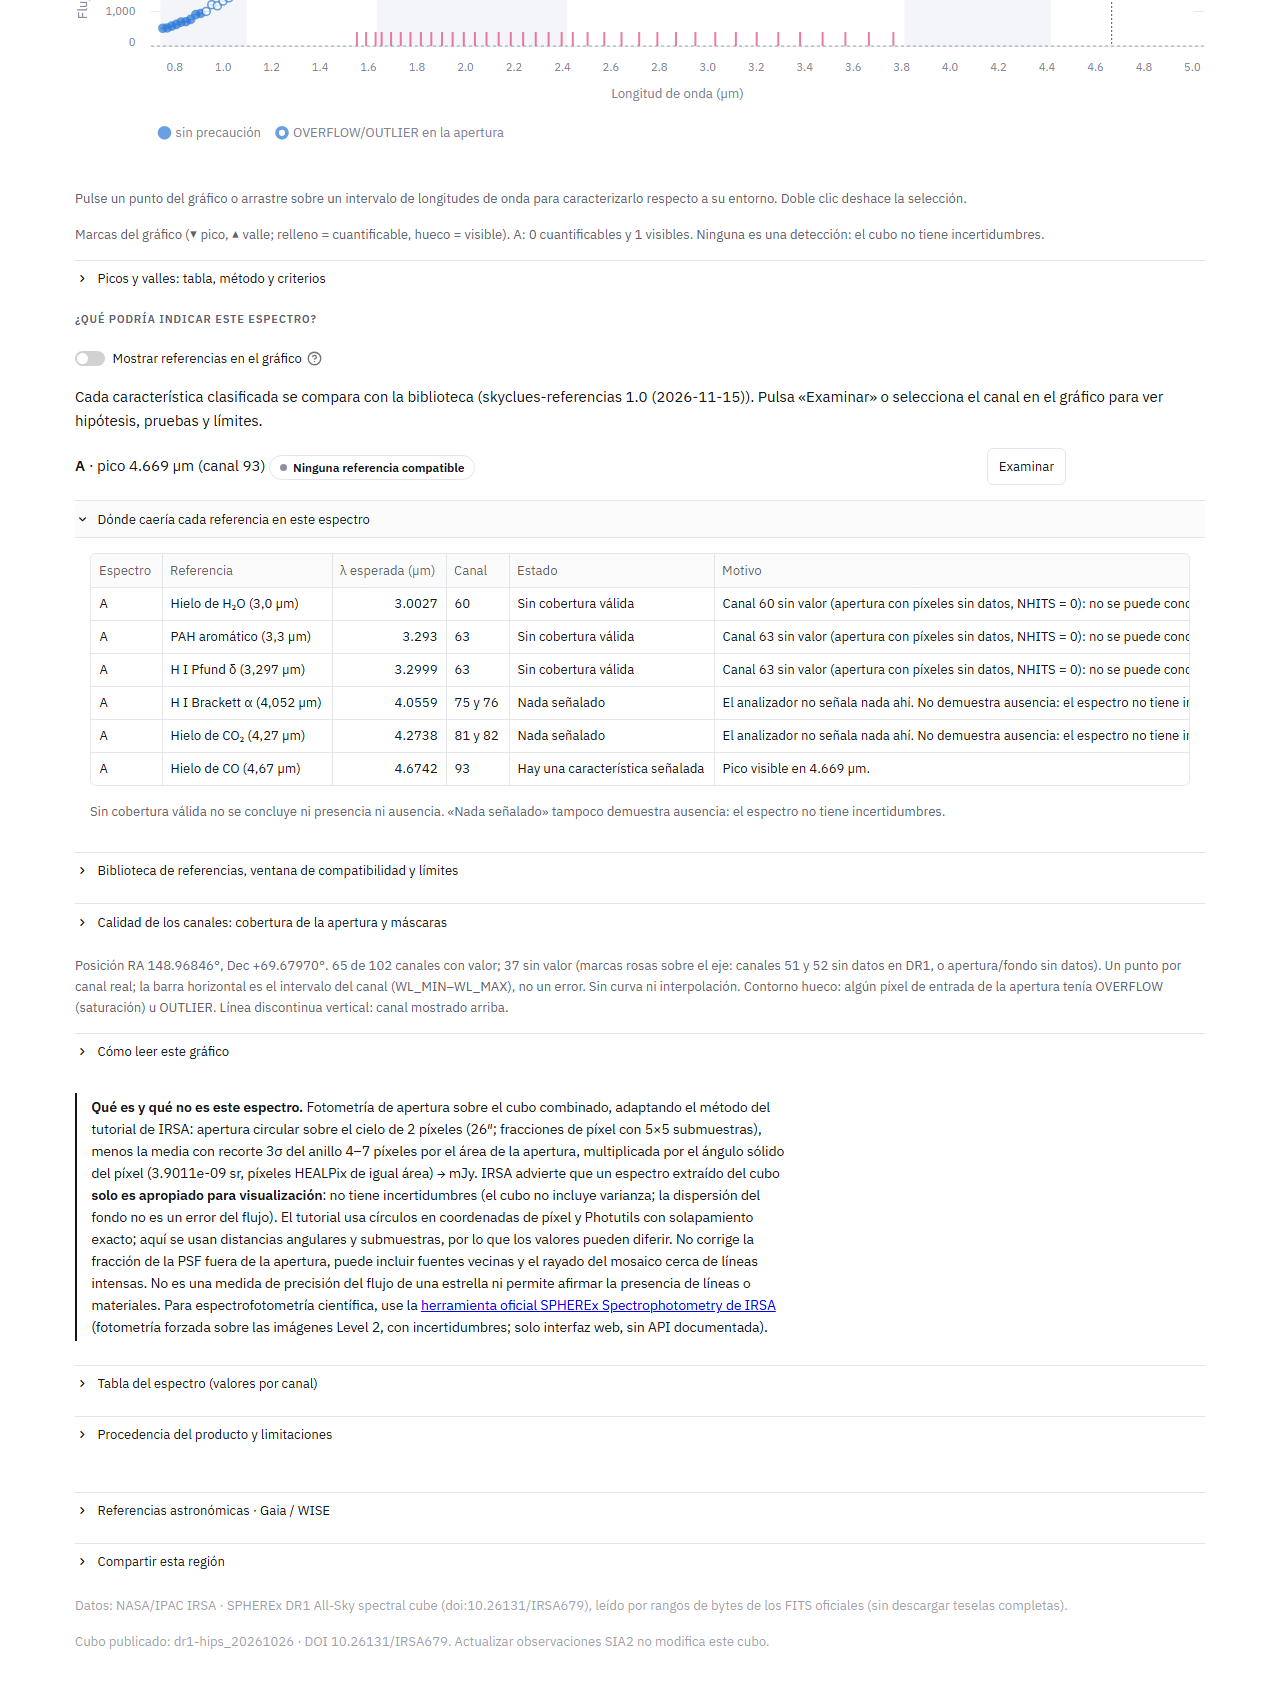 Flu
1,000
0
0.8 1.0 1.2 1.4 1.6 1.8 2.0 2.2 2.4 2.6 2.8 3.0 3.2 3.4 3.6 3.8 4.0 4.2 4.4 4.6 4.8 5.0
Longitud de onda (µm)
sin precaución OVERFLOW/OUTLIER en la apertura
Pulse un punto del gráfico o arrastre sobre un intervalo de longitudes de onda para caracterizarlo respecto a su entorno. Doble clic deshace la selección.
Marcas del gráfico (▾ pico, ▴ valle; relleno = cuantificable, hueco = visible). A: 0 cuantificables y 1 visibles. Ninguna es una detección: el cubo no tiene incertidumbres.
Picos y valles: tabla, método y criterios
¿QUÉ PODRÍA INDICAR ESTE ESPECTRO?
Mostrar referencias en el gráfico ?
Cada característica clasificada se compara con la biblioteca (skyclues-referencias 1.0 (2026-11-15)). Pulsa «Examinar» o selecciona el canal en el gráfico para ver
hipótesis, pruebas y límites.
A · pico 4.669 µm (canal 93) Ninguna referencia compatible Examinar
Dónde caería cada referencia en este espectro
Espectro Referencia λ esperada (µm) Canal Estado Motivo
A Hielo de H₂O (3,0 µm) 3.0027 60 Sin cobertura válida Canal 60 sin valor (apertura con píxeles sin datos, NHITS = 0): no se puede conc
A PAH aromático (3,3 µm) 3.293 63 Sin cobertura válida Canal 63 sin valor (apertura con píxeles sin datos, NHITS = 0): no se puede conc
A H I Pfund δ (3,297 µm) 3.2999 63 Sin cobertura válida Canal 63 sin valor (apertura con píxeles sin datos, NHITS = 0): no se puede conc
A H I Brackett α (4,052 µm) 4.0559 75 y 76 Nada señalado El analizador no señala nada ahí. No demuestra ausencia: el espectro no tiene in
A Hielo de CO₂ (4,27 µm) 4.2738 81 y 82 Nada señalado El analizador no señala nada ahí. No demuestra ausencia: el espectro no tiene in
A Hielo de CO (4,67 µm) 4.6742 93 Hay una característica señalada Pico visible en 4.669 µm.
Sin cobertura válida no se concluye ni presencia ni ausencia. «Nada señalado» tampoco demuestra ausencia: el espectro no tiene incertidumbres.
Biblioteca de referencias, ventana de compatibilidad y límites
Calidad de los canales: cobertura de la apertura y máscaras
Posición RA 148.96846°, Dec +69.67970°. 65 de 102 canales con valor; 37 sin valor (marcas rosas sobre el eje: canales 51 y 52 sin datos en DR1, o apertura/fondo sin datos). Un punto por
canal real; la barra horizontal es el intervalo del canal (WL_MIN–WL_MAX), no un error. Sin curva ni interpolación. Contorno hueco: algún píxel de entrada de la apertura tenía OVERFLOW
(saturación) u OUTLIER. Línea discontinua vertical: canal mostrado arriba.
Cómo leer este gráfico
Qué es y qué no es este espectro. Fotometría de apertura sobre el cubo combinado, adaptando el método del
tutorial de IRSA: apertura circular sobre el cielo de 2 píxeles (26″; fracciones de píxel con 5×5 submuestras),
menos la media con recorte 3σ del anillo 4–7 píxeles por el área de la apertura, multiplicada por el ángulo sólido
del píxel (3.9011e-09 sr, píxeles HEALPix de igual área) → mJy. IRSA advierte que un espectro extraído del cubo
solo es apropiado para visualización: no tiene incertidumbres (el cubo no incluye varianza; la dispersión del
fondo no es un error del flujo). El tutorial usa círculos en coordenadas de píxel y Photutils con solapamiento
exacto; aquí se usan distancias angulares y submuestras, por lo que los valores pueden diferir. No corrige la
fracción de la PSF fuera de la apertura, puede incluir fuentes vecinas y el rayado del mosaico cerca de líneas
intensas. No es una medida de precisión del flujo de una estrella ni permite afirmar la presencia de líneas o
materiales. Para espectrofotometría científica, use la herramienta oficial SPHEREx Spectrophotometry de IRSA
(fotometría forzada sobre las imágenes Level 2, con incertidumbres; solo interfaz web, sin API documentada).
Tabla del espectro (valores por canal)
Procedencia del producto y limitaciones
Referencias astronómicas · Gaia / WISE
Compartir esta región
Datos: NASA/IPAC IRSA · SPHEREx DR1 All-Sky spectral cube (doi:10.26131/IRSA679), leído por rangos de bytes de los FITS oficiales (sin descargar teselas completas).
Cubo publicado: dr1-hips_20261026 · DOI 10.26131/IRSA679. Actualizar observaciones SIA2 no modifica este cubo.